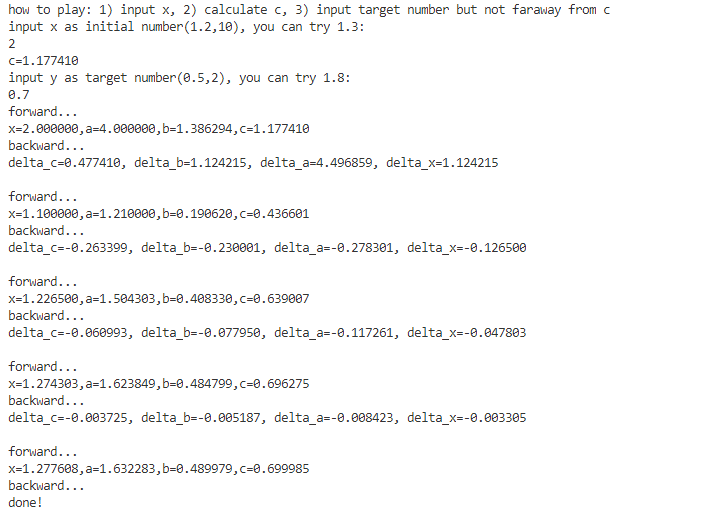 how to play: 1) input x, 2) calculate c, 3) input target number but not faraway from c
input x as initial number(1.2,10), you can try 1.3:
2
c=1.177410
input y as target number(0.5,2), you can try 1.8:
0.7
forward...
x=2.000000,a=4.000000,b=1.386294,c=1.177410
backward...
delta_c=0.477410, delta_b=1.124215, delta_a=4.496859, delta_x=1.124215
forward...
x=1.100000,a=1.210000,b=0.190620,c=0.436601
backward...
delta_c=-0.263399, delta_b=-0.230001, delta_a=-0.278301, delta_x=-0.126500
forward...
x=1.226500,a=1.504303,b=0.408330,c=0.639007
backward...
delta_c=-0.060993, delta_b=-0.077950, delta_a=-0.117261, delta_x=-0.047803
forward...
x=1.274303,a=1.623849,b=0.484799,c=0.696275
backward...
delta_c=-0.003725, delta_b=-0.005187, delta_a=-0.008423, delta_x=-0.003305
forward...
x=1.277608,a=1.632283,b=0.489979,c=0.699985
backward...
done!